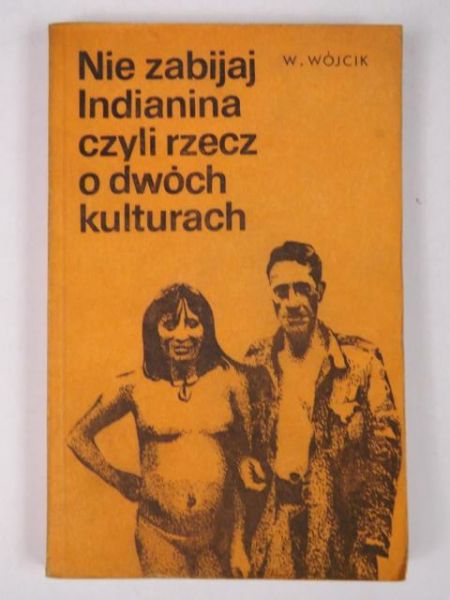 Nie zabijaj
Indianina
czyli rzecz
o dwóch
kulturach
W. WÓJCIK